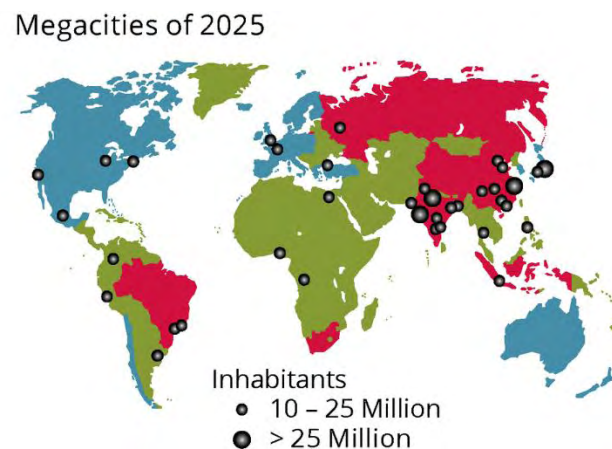 Megacities of 2025
Inhabitants
10 – 25 Million
> 25 Million